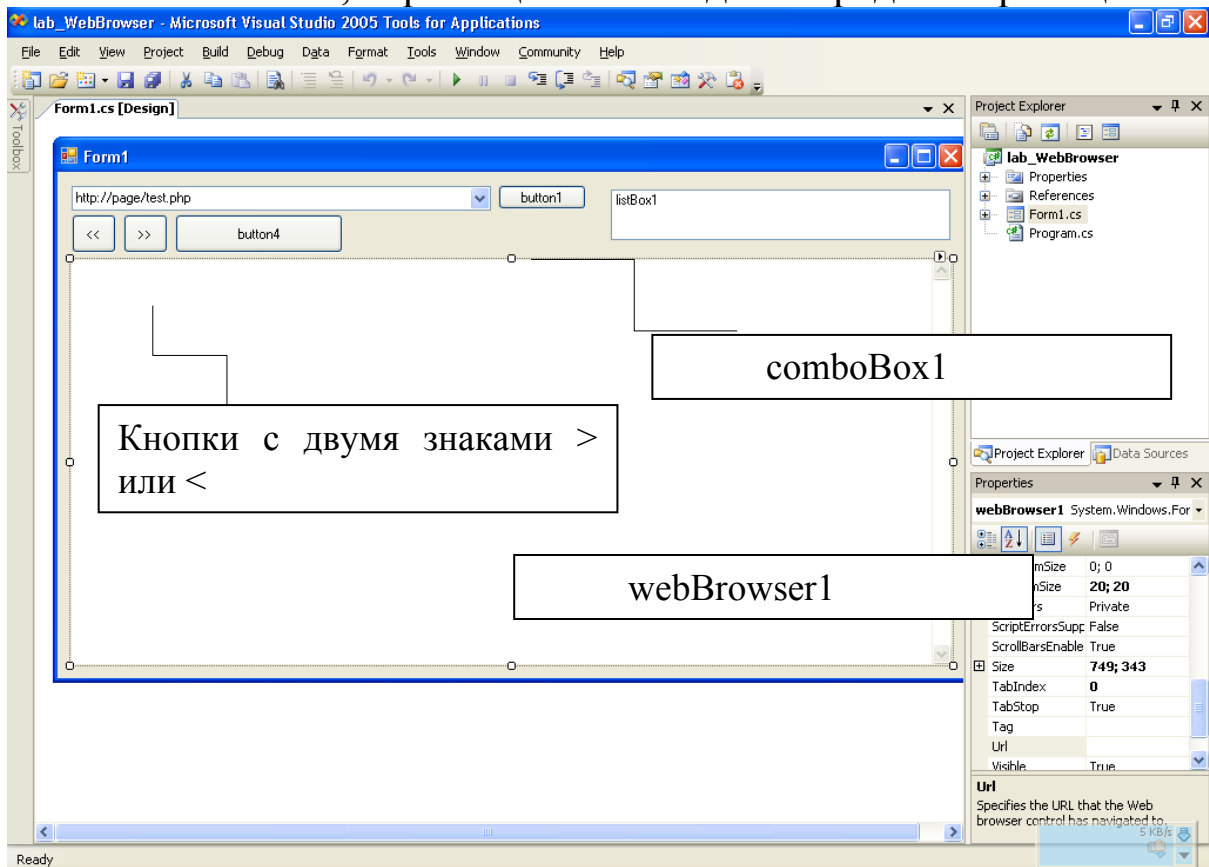 lab_WebBrowser - Microsoft Visual Studio 2005 Tools for Applications
File Edit View Project Build Debug Data Format Tools Window Community Help
Toolbox
Form1.cs [Design]
Form1
http://page/test.php
button1
listBox1
<<
>>
button4
comboBox1
Кнопки с двумя знаками >
или <
webBrowser1
Project Explorer
lab_WebBrowser
Properties
References
Form1.cs
Program.cs
Project Explorer
Data Sources
Properties
webBrowser1 System.Windows.For
mSize 0; 0
Size 20; 20
Private
ScriptErrorsSupp False
ScrollBarsEnable True
Size 749; 343
TabIndex 0
TabStop True
Tag
Url
Visible True
Url
Specifies the URL that the Web
browser control has navigated to.
5 KB/s
Ready